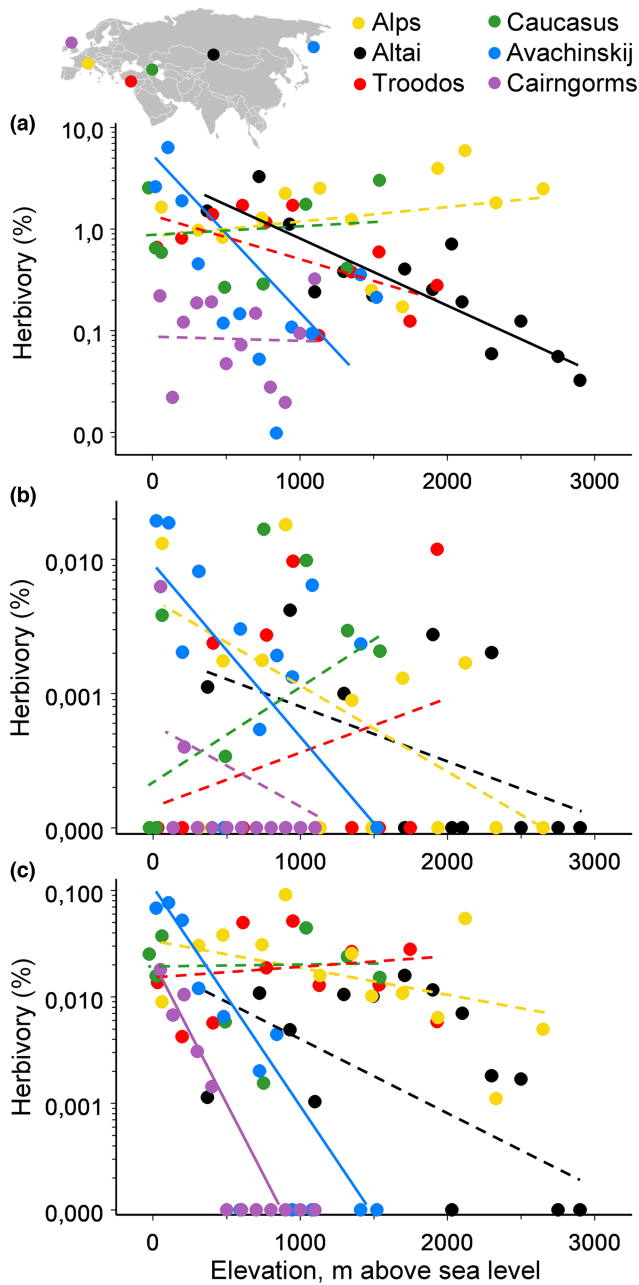 Alps Caucasus
Altai Avachinskij
Troodos Cairngorms
(a)
10,0
1,0
0,1
0,0
Herbivory (%)
0 1000 2000 3000
(b)
0,010
0,001
0,000
Herbivory (%)
0 1000 2000 3000
(c)
0,100
0,010
0,001
0,000
Herbivory (%)
0 1000 2000 3000
Elevation, m above sea level